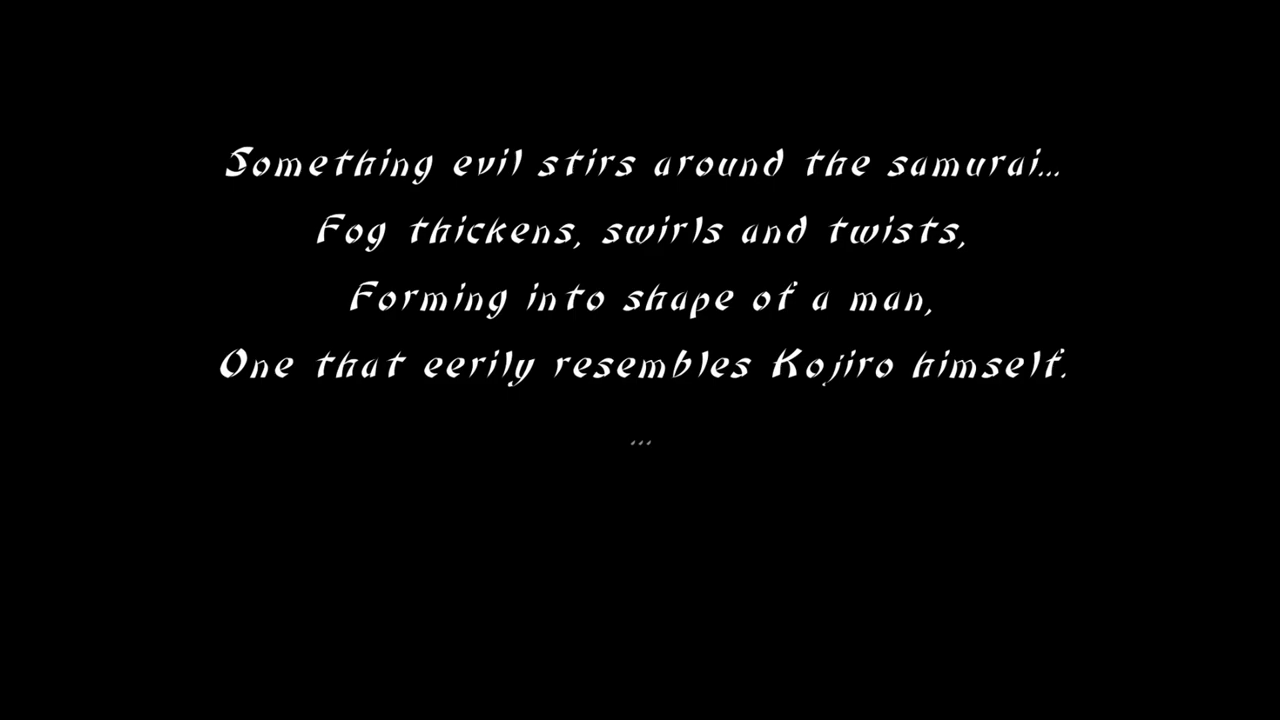 Something evil stirs around the samurai...
Fog thickens, swirls and twists,
Forming into shape of a man,
One that eerily resembles Kojiro himself.
...